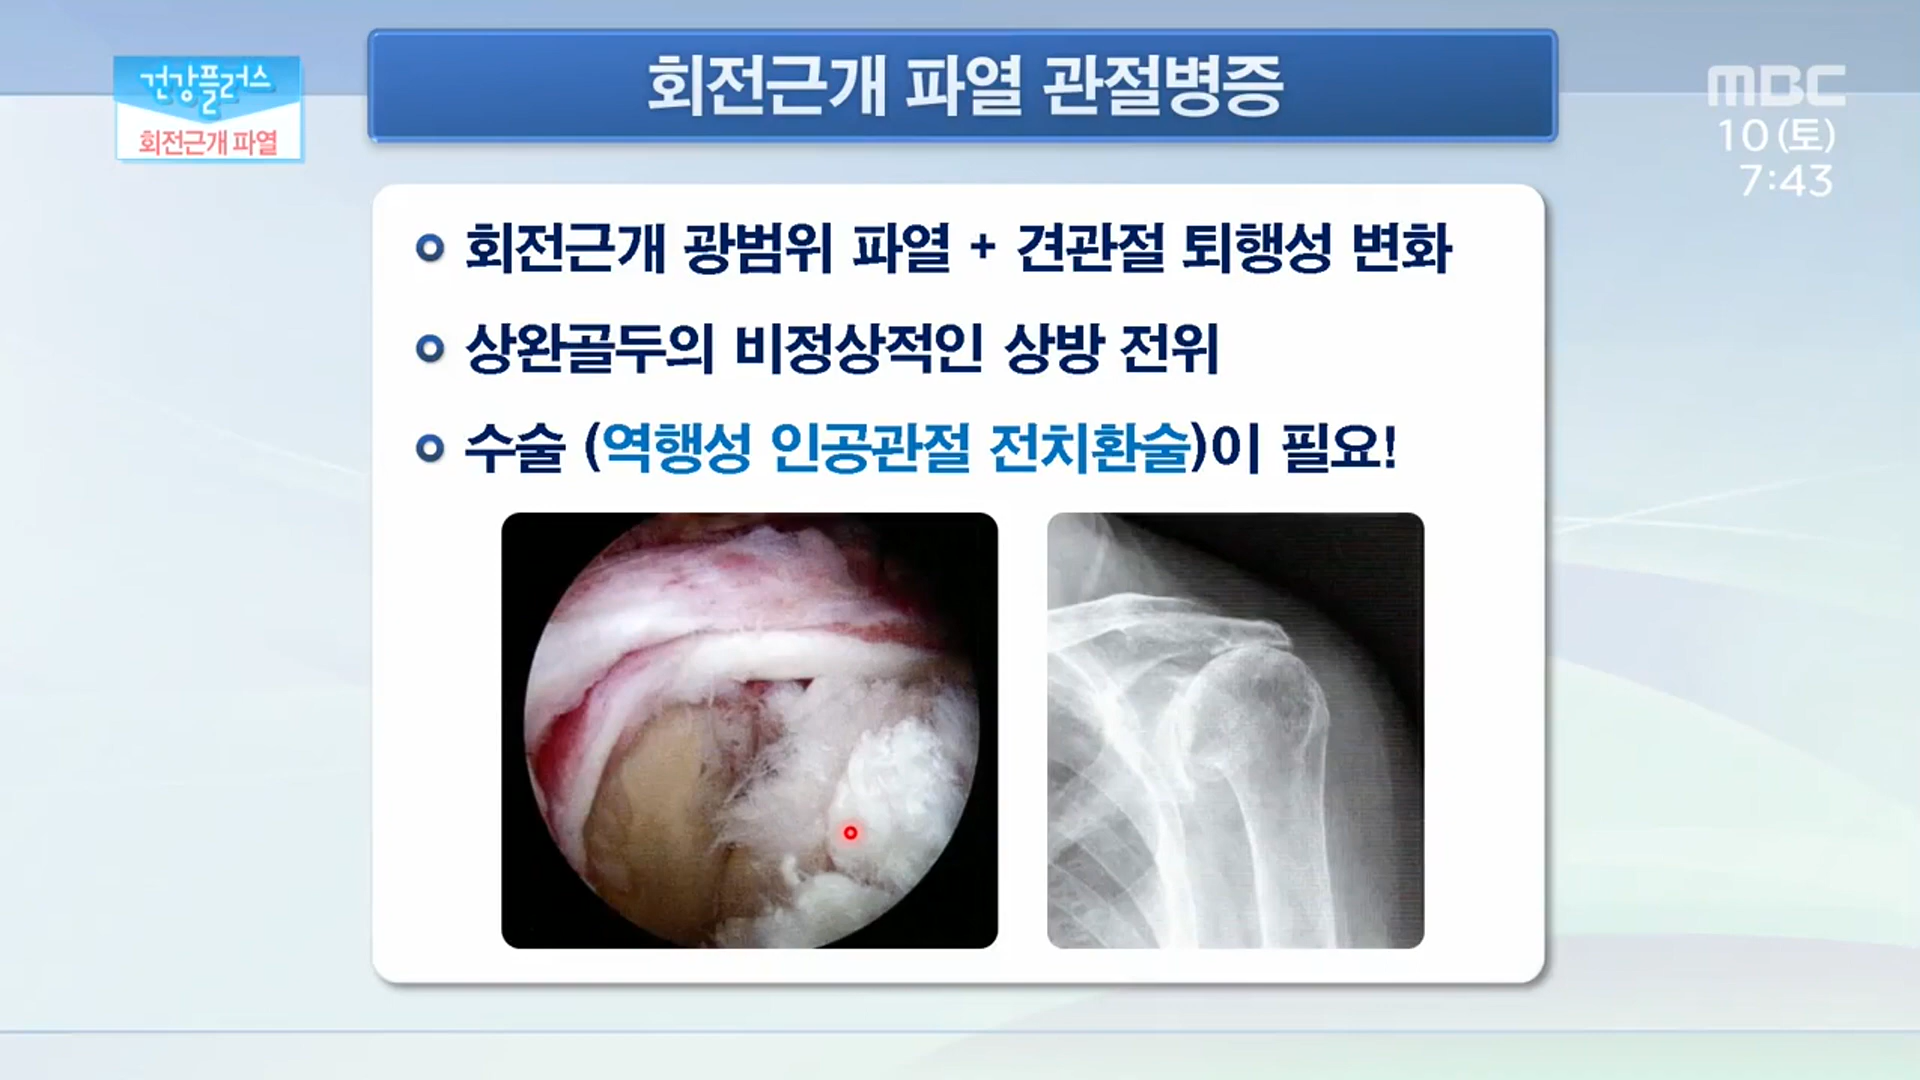 건강플러스
회전근개 파열
회전근개 파열 관절병증
MBC
10(토)
7:43
회전근개 광범위 파열 + 견관절 퇴행성 변화
상완골두의 비정상적인 상방 전위
수술 (역행성 인공관절 전치환술)이 필요!